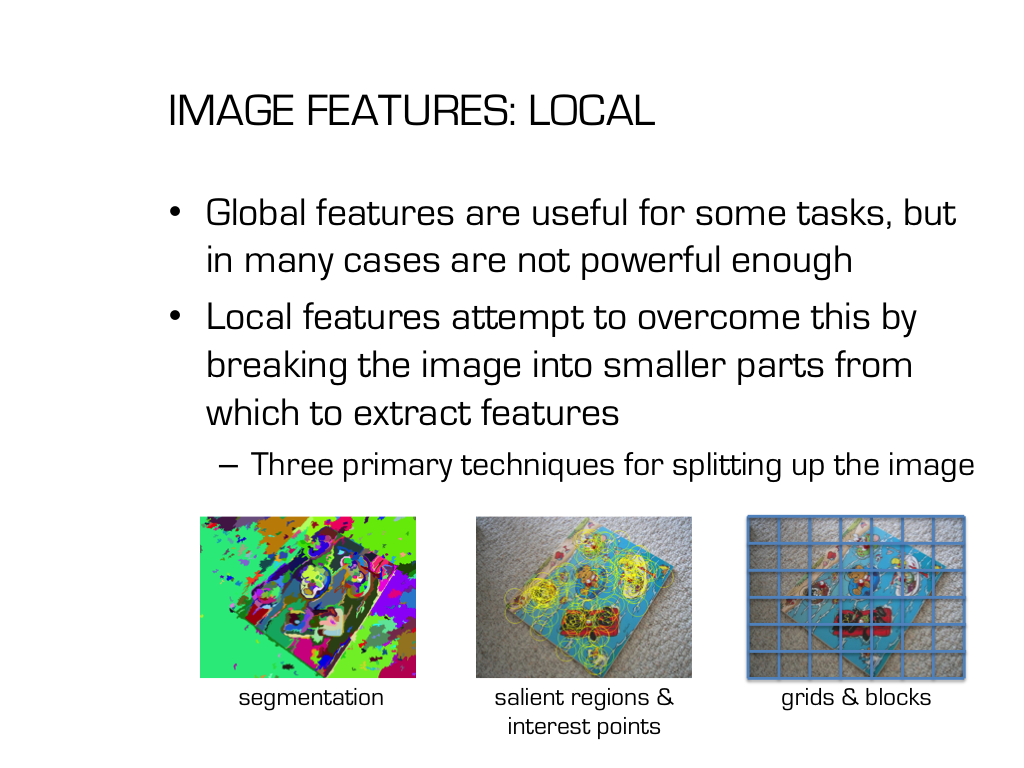 IMAGE FEATURES: LOCAL
• Global features are useful for some tasks, but
in many cases are not powerful enough
• Local features attempt to overcome this by
breaking the image into smaller parts from
which to extract features
– Three primary techniques for splitting up the image
segmentation
salient regions &
interest points
grids & blocks